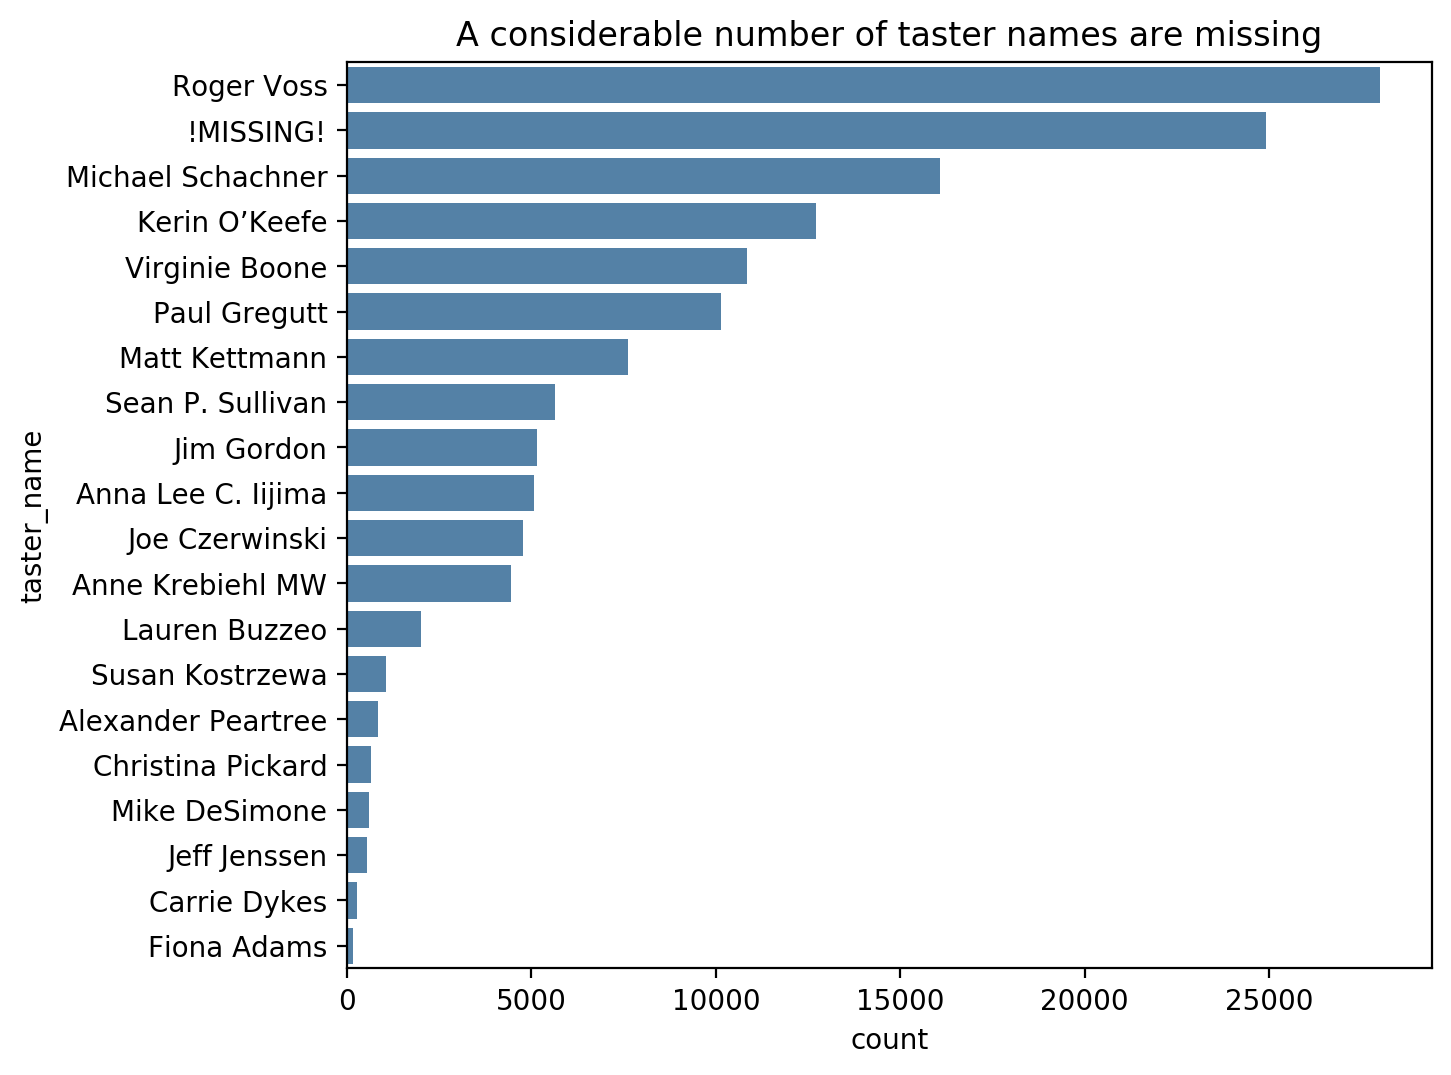 A considerable number of taster names are missing
Roger Voss
!MISSING!
Michael Schachner
Kerin O’Keefe
Virginie Boone
Paul Gregutt
Matt Kettmann
Sean P. Sullivan
Jim Gordon
Anna Lee C. Iijima
Joe Czerwinski
Anne Krebiehl MW
Lauren Buzzeo
Susan Kostrzewa
Alexander Peartree
Christina Pickard
Mike DeSimone
Jeff Jenssen
Carrie Dykes
Fiona Adams
taster_name
0 5000 10000 15000 20000 25000
count